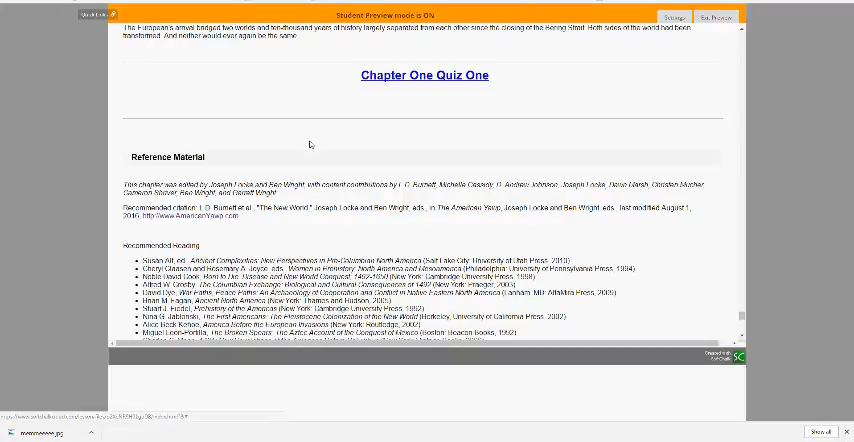 Quick Links
Student Preview mode is ON
Settings
Exit Preview
The European's arrival bridged two worlds and ten-thousand years of history largely separated from each other since the closing of the Bering Strait. Both sides of the world had been
transformed. And neither would ever again be the same.
Chapter One Quiz One
Reference Material
This chapter was edited by Joseph Locke and Ben Wright, with content contributions by L.D. Burnett, Michelle Cassidy, D. Andrew Johnson, Joseph Locke, Dawn Marsh, Christen Mucher,
Cameron Shriver, Ben Wright, and Garrett Wright.
Recommended citation: L.D. Burnett et al., "The New World," Joseph Locke and Ben Wright, eds., in The American Yawp, Joseph Locke and Ben Wright, eds., last modified August 1,
2016, http://www.AmericanYawp.com
Recommended Reading
Susan Alt, ed. Ancient Complexities: New Perspectives in Pre-Columbian North America (Salt Lake City: University of Utah Press, 2010)
Cheryl Claasen and Rosemary A. Joyce, eds. Women in Prehistory: North America and Mesoamerica (Philadelphia: University of Pennsylvania Press, 1994)
Noble David Cook, Born to Die: Disease and New World Conquest, 1492-1650 (New York: Cambridge University Press, 1998)
Alfred W. Crosby, The Columbian Exchange: Biological and Cultural Consequences of 1492 (New York: Praeger, 2003)
David Dye, War Paths, Peace Paths: An Archaeology of Cooperation and Conflict in Native Eastern North America (Lanham, MD: AltaMira Press, 2009)
Brian M. Fagan, Ancient North America (New York: Thames and Hudson, 2005)
Stuart J. Fiedel, Prehistory of the Americas (New York: Cambridge University Press, 1992)
Nina G. Jablonski, The First Americans: The Pleistocene Colonization of the New World (Berkeley, University of California Press, 2002)
Alice Beck Kehoe, America Before the European Invasions (New York: Routledge, 2002)
Miguel Leon-Portilla, The Broken Spears: The Aztec Account of the Conquest of Mexico (Boston: Beacon Books, 1992)
Created with
SoftChalk
SC
memmeeeee.jpg
Show all